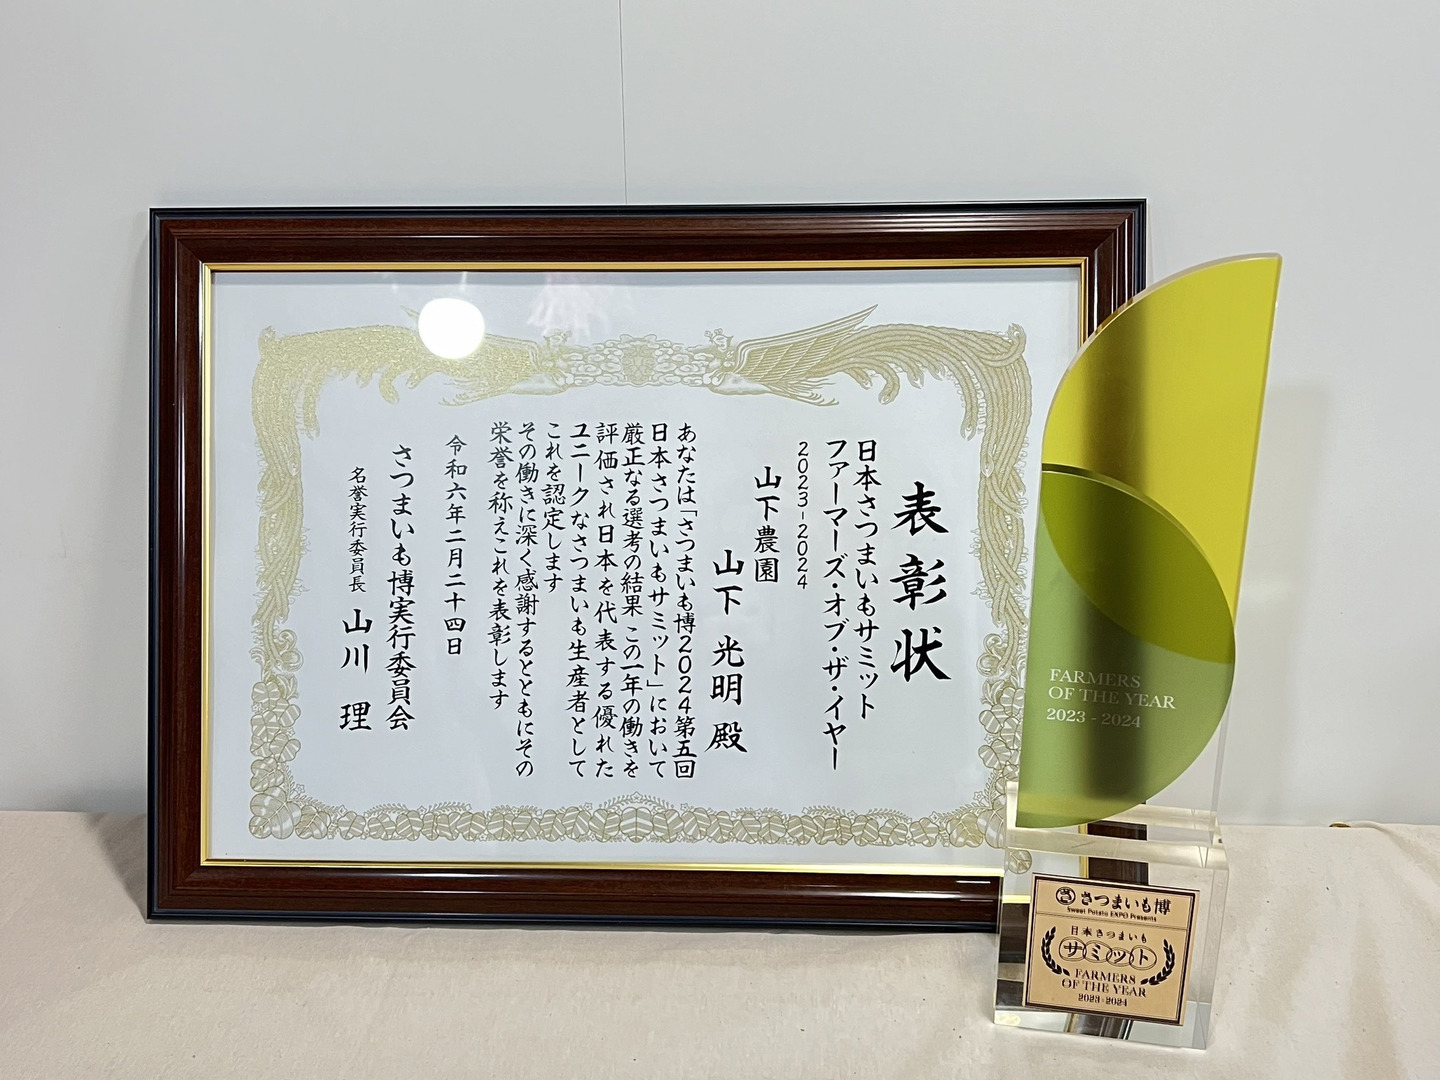 表彰状
日本さつまいもサミット
ファーマーズ・オブ・ザ・イヤー
2023-2024
山下農園
山下 光明 殿
あなたは「さつまいも博2024第五回
日本さつまいもサミット」において
厳正なる選考の結果 この一年の働きを
評価され日本を代表する優れた
ユニークなさつまいも生産者として
これを認定します
その働きに深く感謝するとともにその
栄誉を称えこれを表彰します
令和六年二月二十四日
さつまいも博実行委員会
名誉実行委員長 山川 理
FARMERS
OF THE YEAR
2023 - 2024
さつまいも博
Sweet Potato EXPO Presents
日本さつまいも
サミット
FARMERS
OF THE YEAR
2023-2024